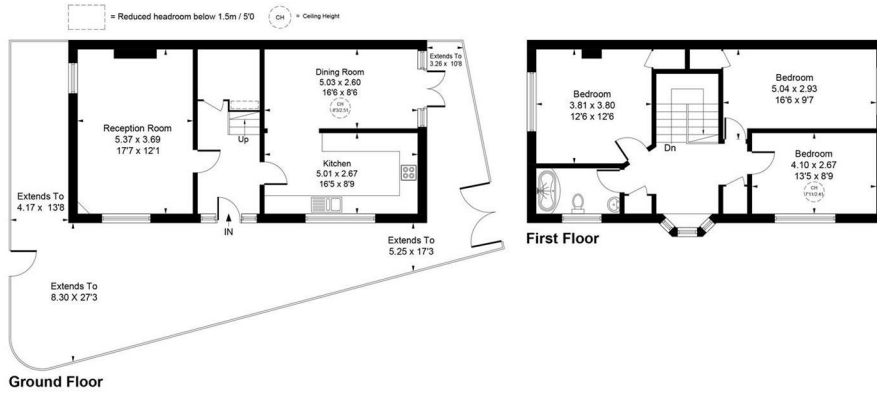 = Reduced headroom below 1.5m / 5'0
CH
= Ceiling Height
Extends To
3.26 x 10'8
Dining Room
5.03 x 2.60
16'6 x 8'6
CH
Reception Room
5.37 x 3.69
17'7 x 12'1
Up
Kitchen
5.01 x 2.67
16'5 x 8'9
Extends To
4.17 x 13'8
IN
Extends To
5.25 x 17'3
Extends To
8.30 X 27'3
Ground Floor
Bedroom
3.81 x 3.80
12'6 x 12'6
Bedroom
5.04 x 2.93
16'6 x 9'7
Dn
Bedroom
4.10 x 2.67
13'5 x 8'9
CH
First Floor